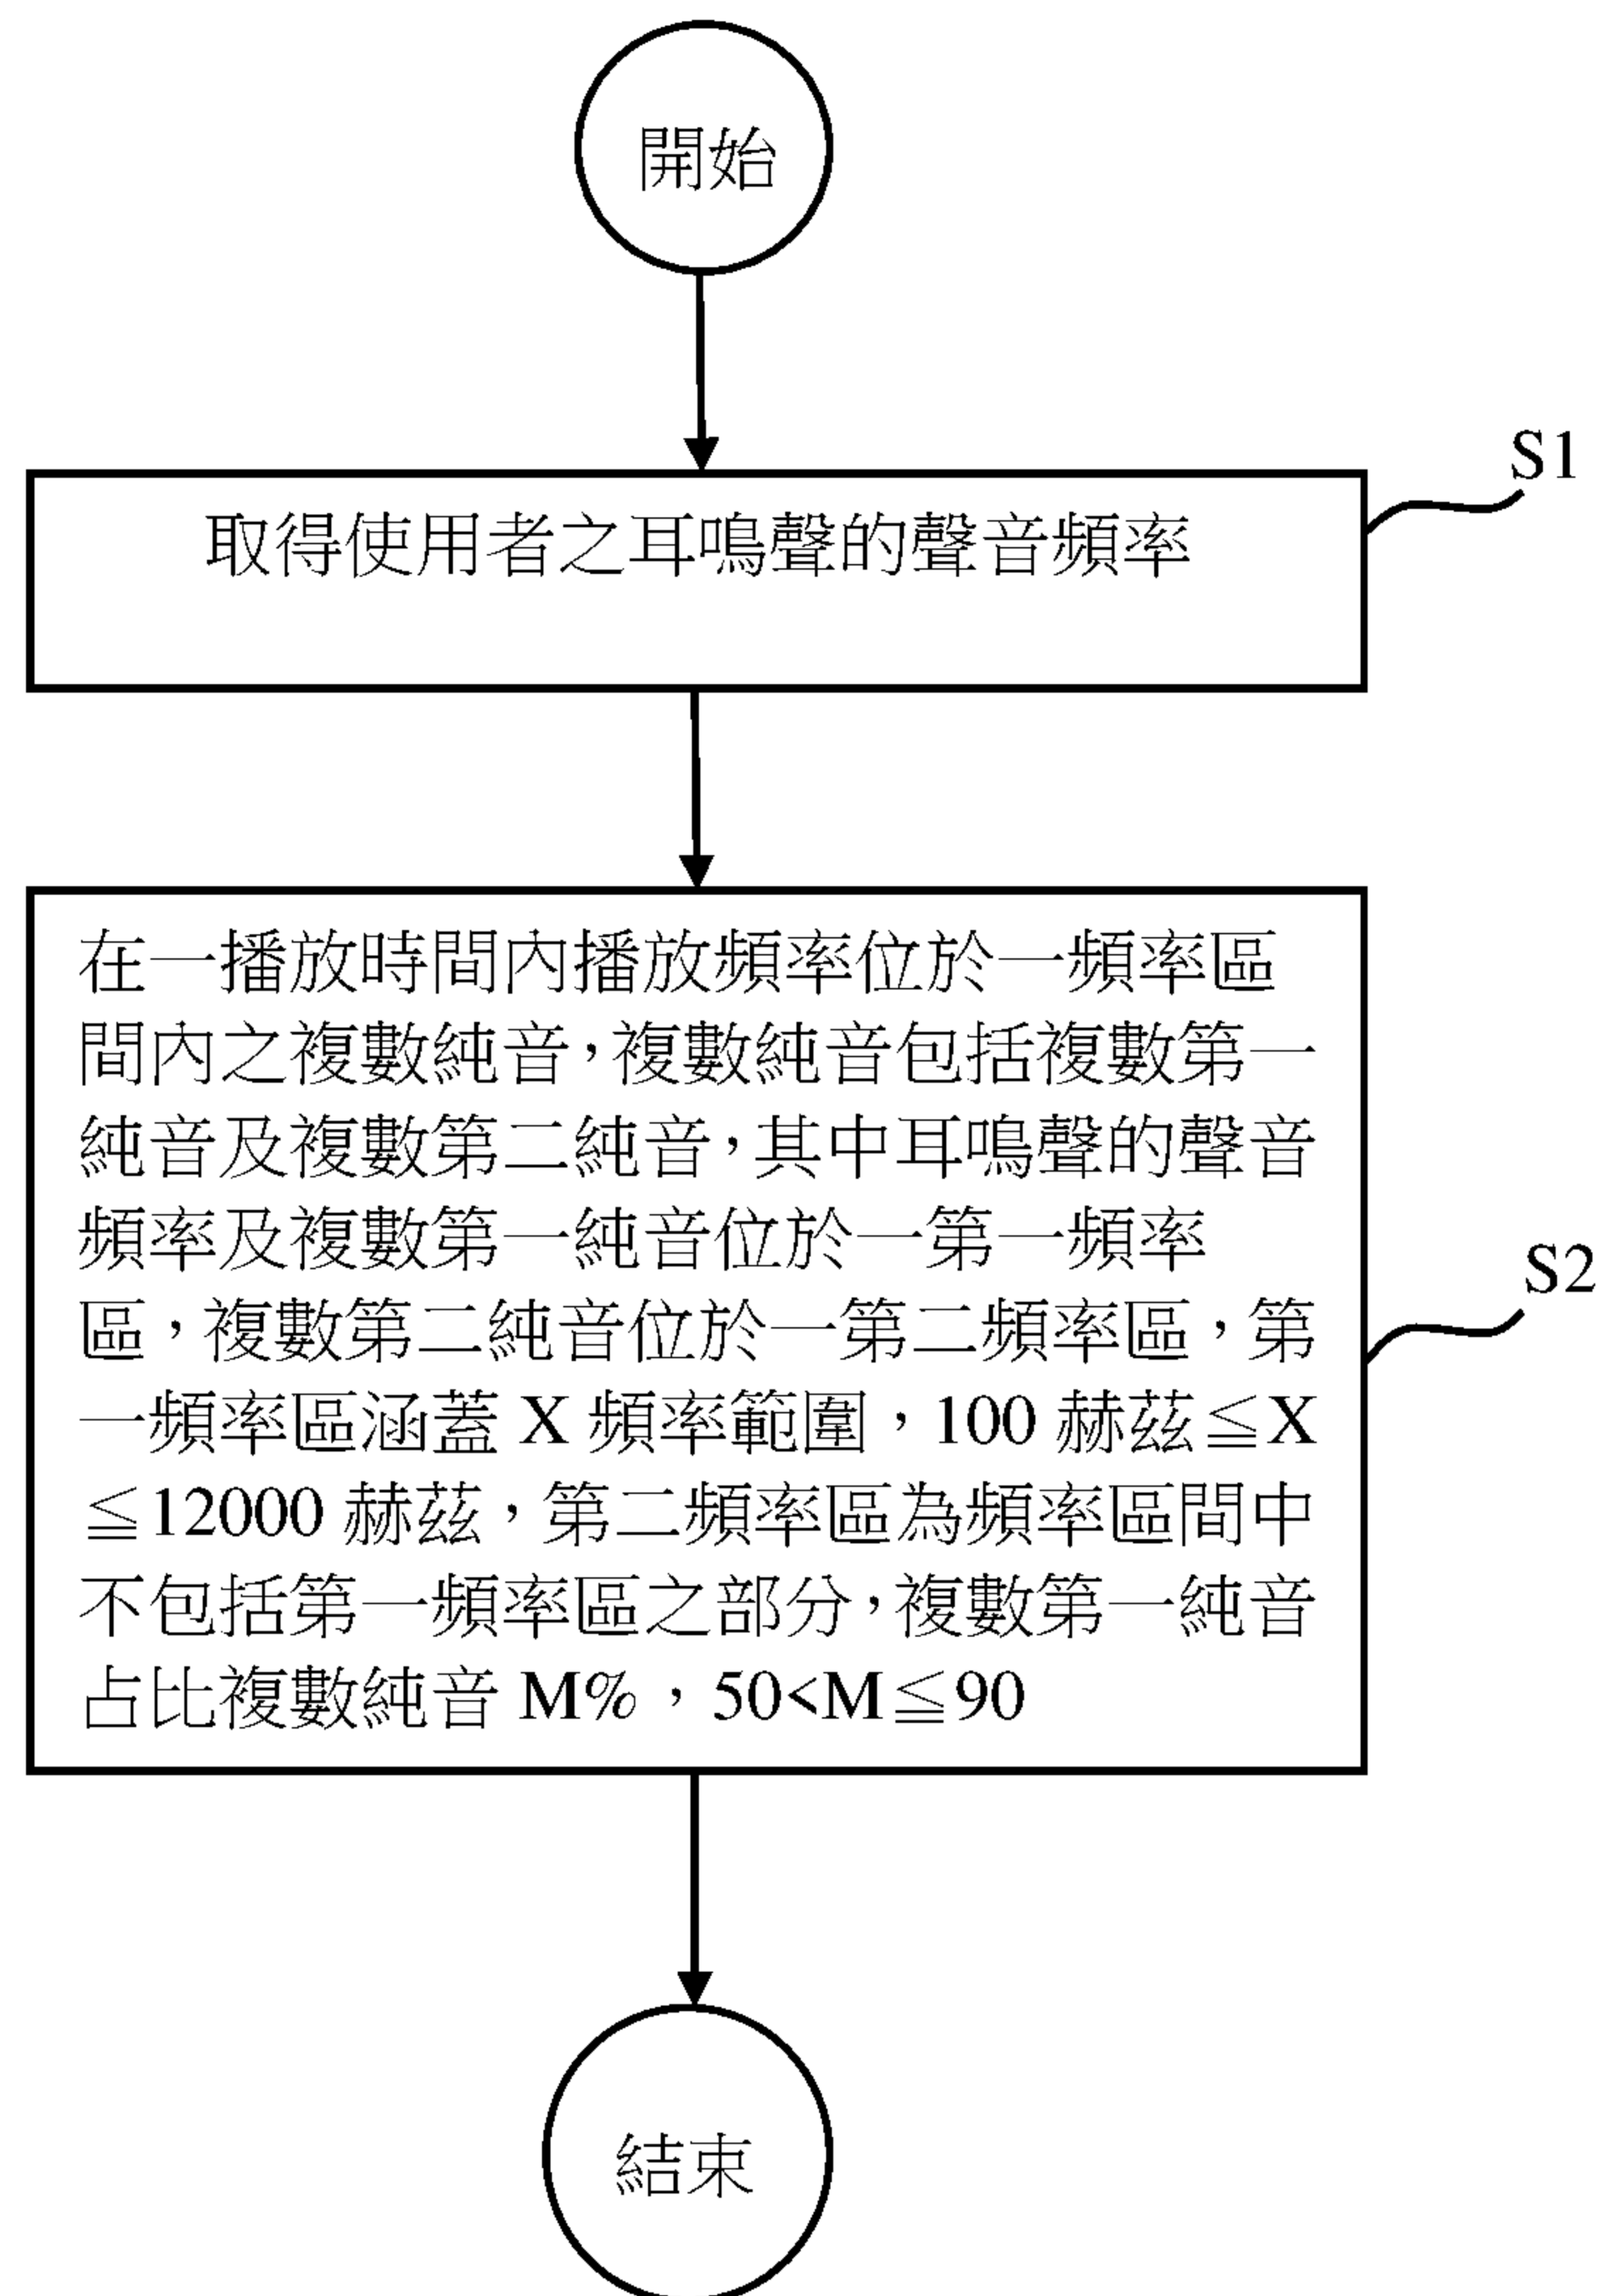 開始
S1
取得使用者之耳鳴聲的聲音頻率
在一播放時間內播放頻率位於一頻率區
間內之複數純音,複數純音包括複數第一
純音及複數第二純音,其中耳鳴聲的聲音
頻率及複數第一純音位於一第一頻率
區,複數第二純音位於一第二頻率區,第
一頻率區涵蓋 X 頻率範圍,100 赫茲≦X
≦12000 赫茲,第二頻率區為頻率區間中
不包括第一頻率區之部分,複數第一純音
占比複數純音 M%,50<M≦90
S2
結束